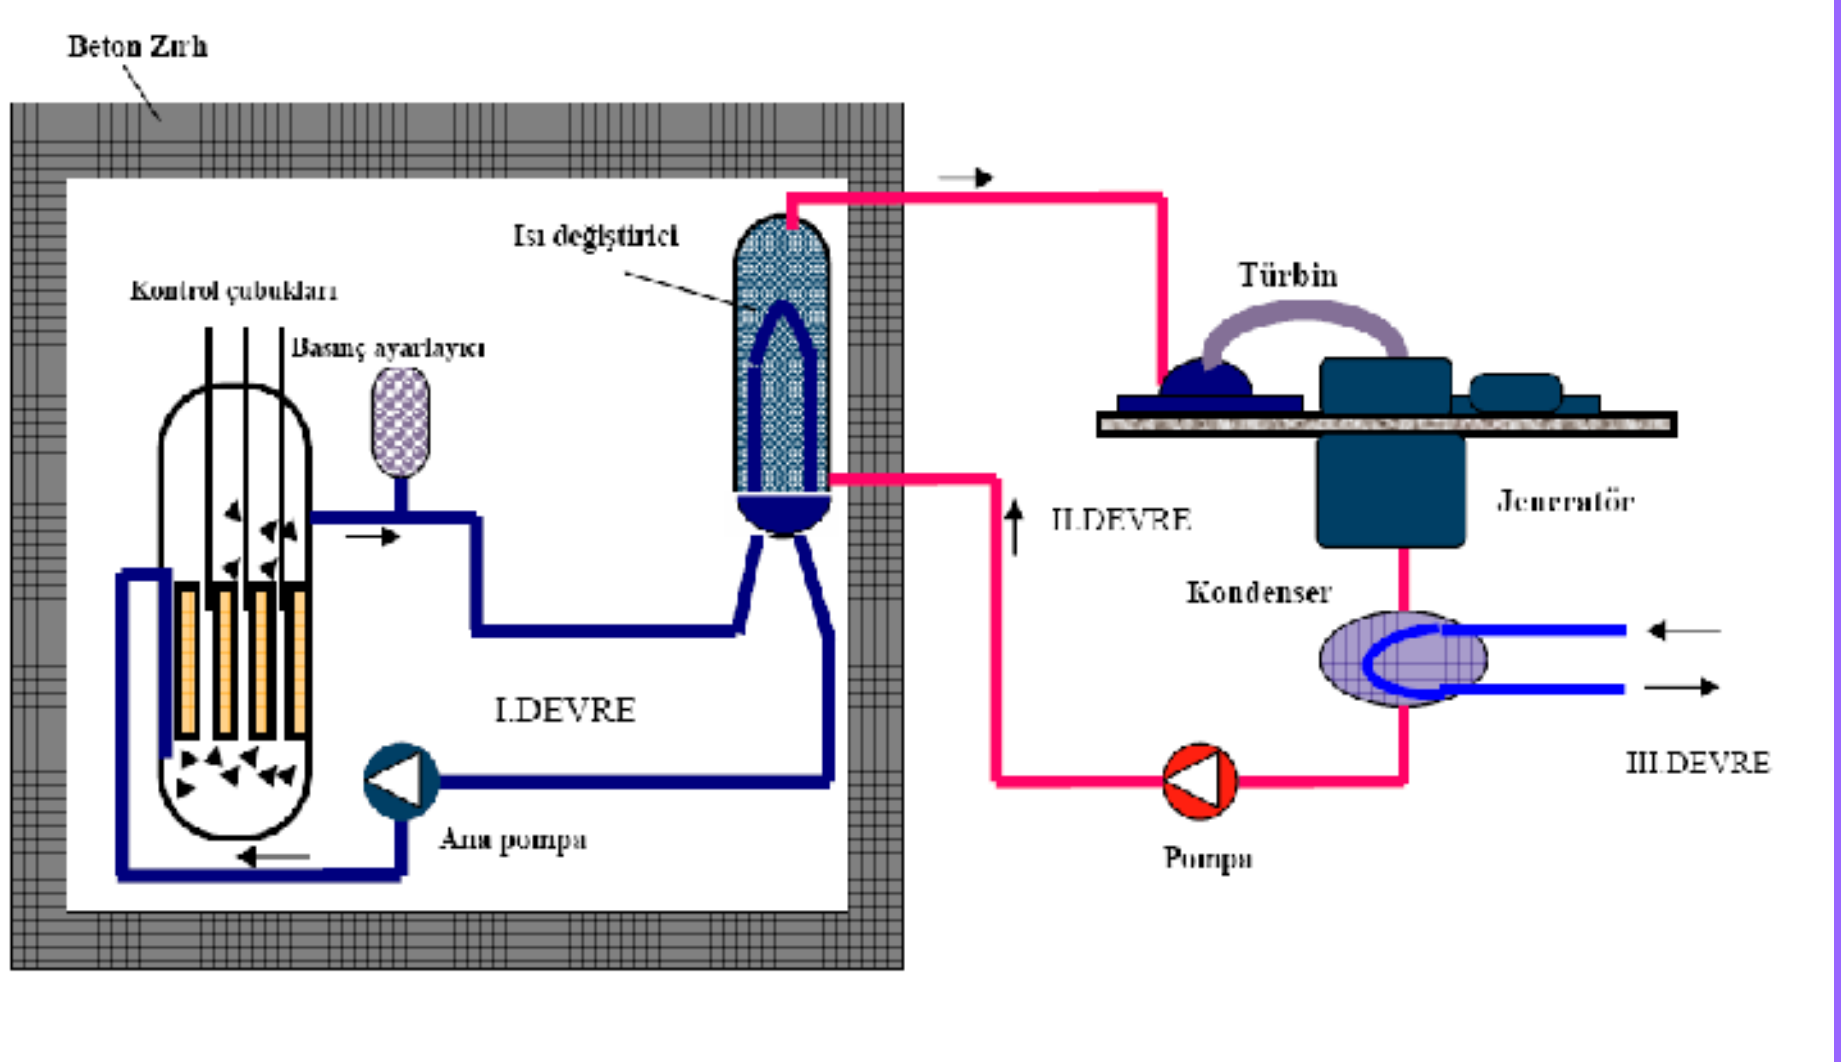 Beton Zırh
Isı değiştirici
Kontrol çubukları
Basınç ayarlayıcı
Türbin
II.DEVRE
Jeneratör
Kondenser
I.DEVRE
III.DEVRE
Ana pompa
Pompa